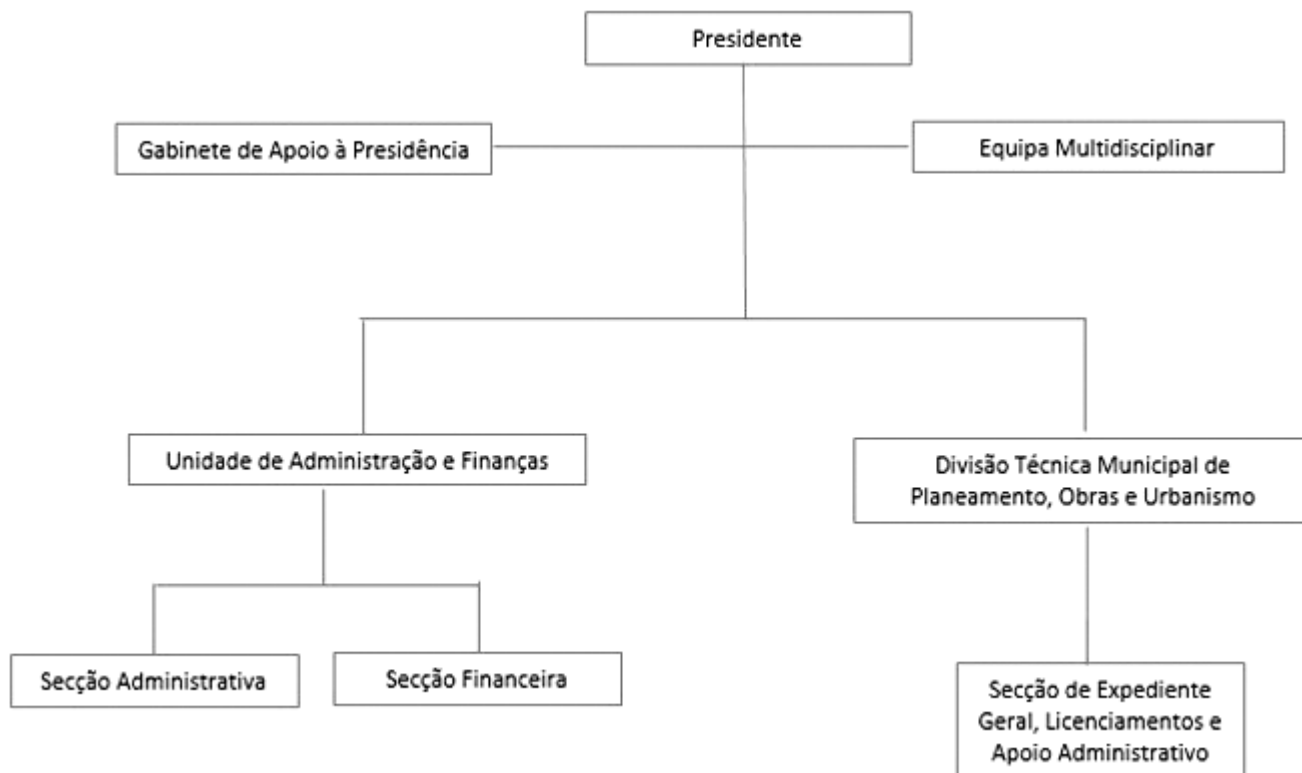 Presidente
Gabinete de Apoio à Presidência
Equipa Multidisciplinar
Unidade de Administração e Finanças
Divisão Técnica Municipal de
Planeamento, Obras e Urbanismo
Secção Administrativa
Secção Financeira
Secção de Expediente
Geral, Licenciamentos e
Apoio Administrativo